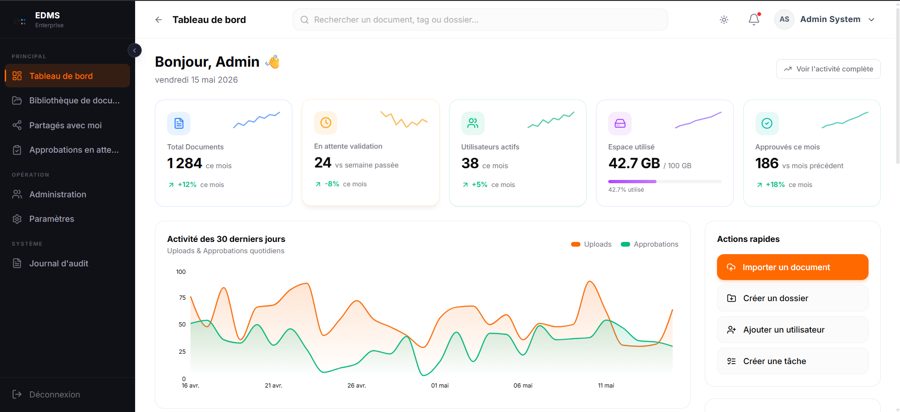 EDMS
Enterprise
PRINCIPAL
Tableau de bord
Bibliothèque de docu...
Partagés avec moi
Approbations en atte...
OPÉRATION
Administration
Paramètres
SYSTÈME
Journal d'audit
Déconnexion
Tableau de bord
Rechercher un document, tag ou dossier...
AS
Admin System
Bonjour, Admin 👋
vendredi 15 mai 2026
Voir l'activité complète
Total Documents
1 284 ce mois
+12% ce mois
En attente validation
24 vs semaine passée
-8% ce mois
Utilisateurs actifs
38 ce mois
+5% ce mois
Espace utilisé
42.7 GB / 100 GB
42.7% utilisé
Approuvés ce mois
186 vs mois précédent
+18% ce mois
Activité des 30 derniers jours
Uploads & Approbations quotidiens
Uploads
Approbations
100
75
50
25
0
16 avr.
21 avr.
26 avr.
01 mai
06 mai
11 mai
Actions rapides
Importer un document
Créer un dossier
Ajouter un utilisateur
Créer une tâche